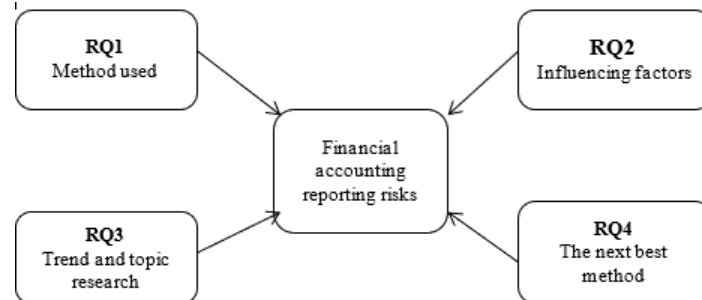 RQ1
Method used
RQ2
Influencing factors
Financial
accounting
reporting risks
RQ3
Trend and topic
research
RQ4
The next best
method